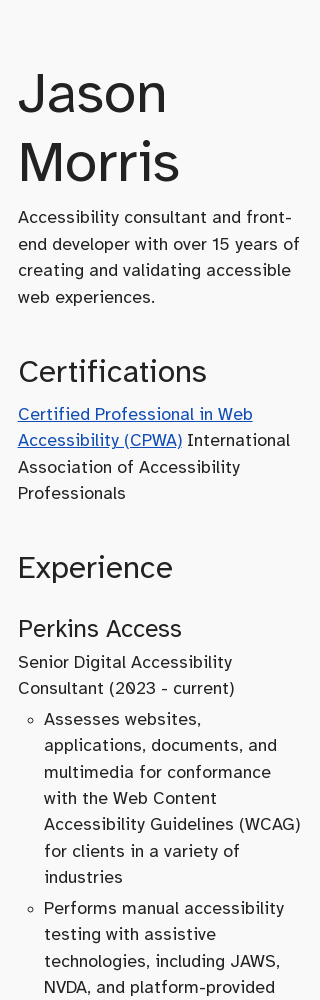 Jason
Morris
Accessibility consultant and front-
end developer with over 15 years of
creating and validating accessible
web experiences.
Certifications
Certified Professional in Web
Accessibility (CPWA) International
Association of Accessibility
Professionals
Experience
Perkins Access
Senior Digital Accessibility
Consultant (2023 - current)
Assesses websites,
applications, documents, and
multimedia for conformance
with the Web Content
Accessibility Guidelines (WCAG)
for clients in a variety of
industries
Performs manual accessibility
testing with assistive
technologies, including JAWS,
NVDA, and platform-provided